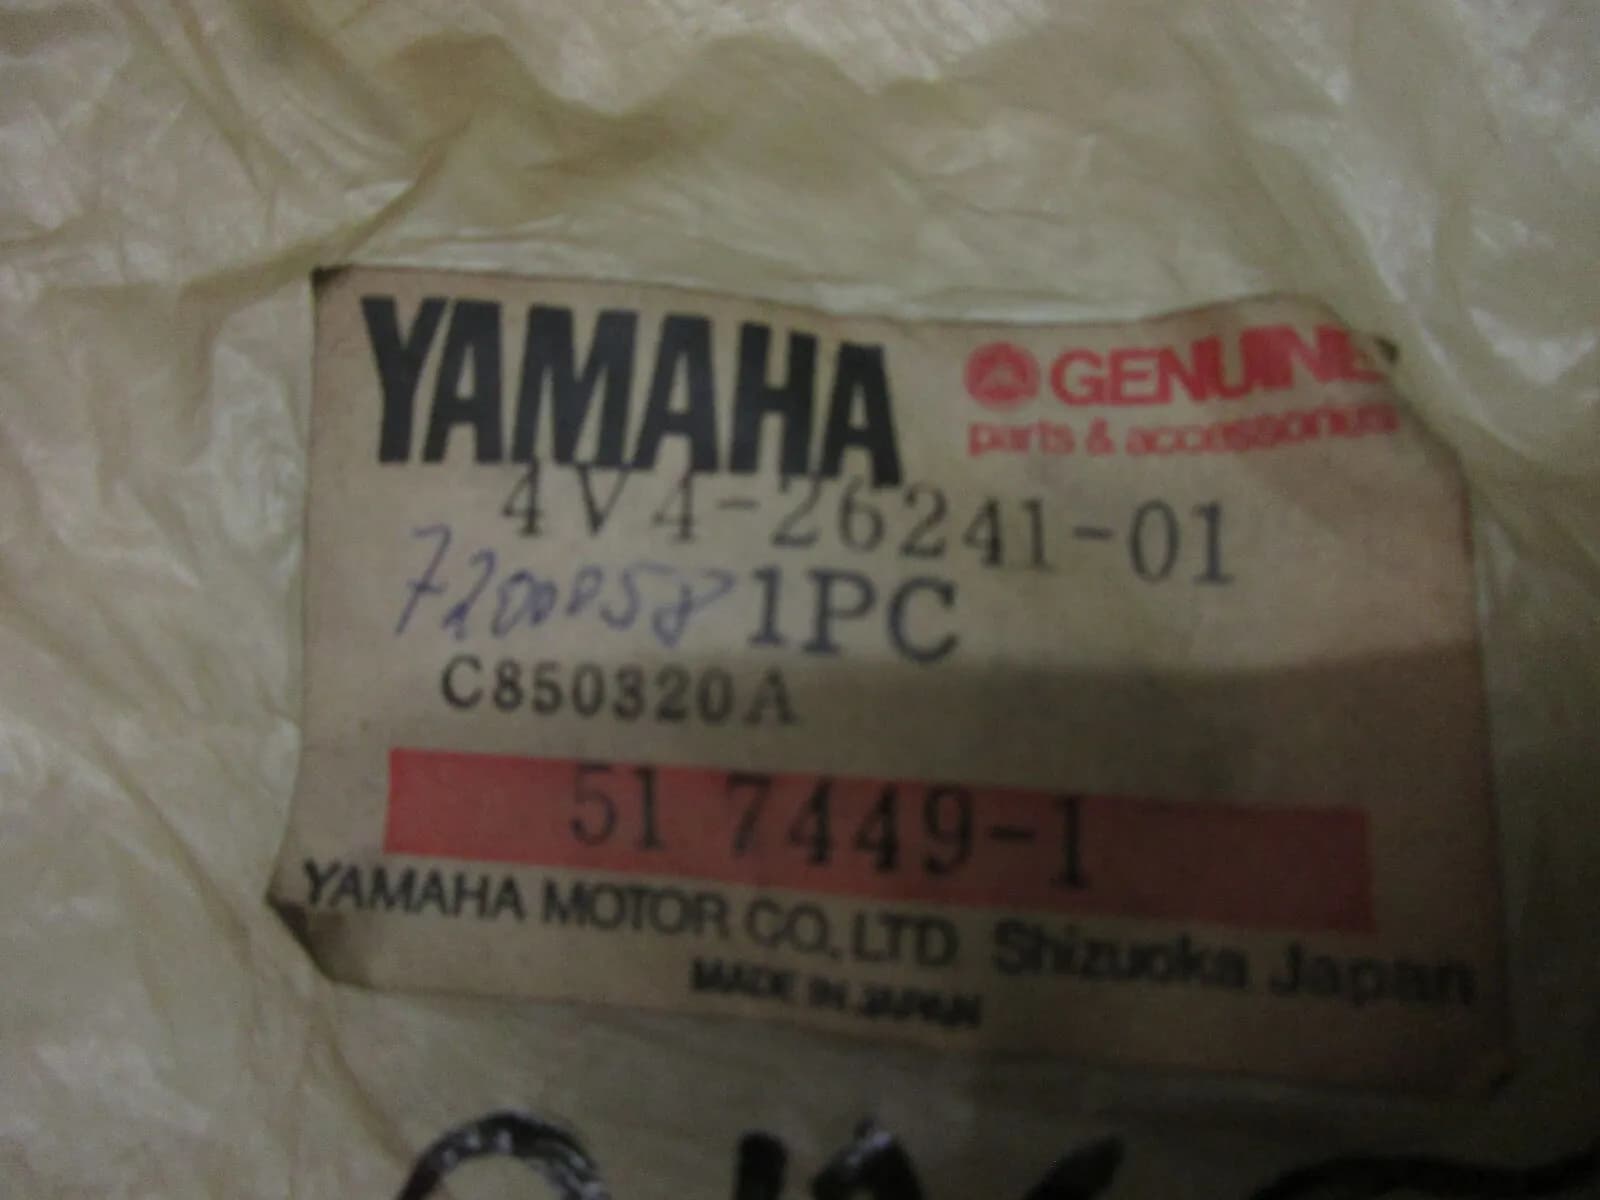 YAMAHA
GENUINE
parts & accessories
4V4-26241-01
7200058 1PC
C850320A
51 7449-1
YAMAHA MOTOR CO., LTD Shizuoka Japan
MADE IN JAPAN